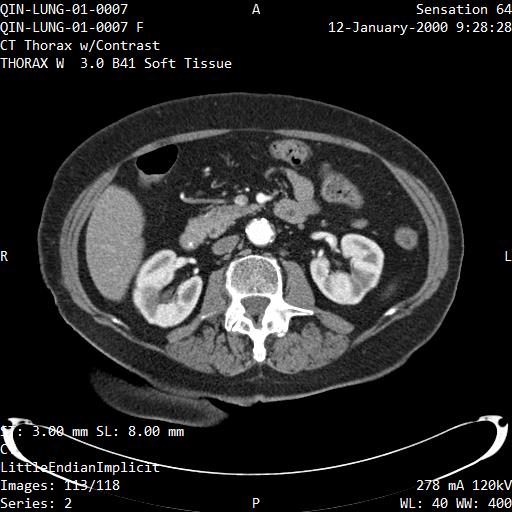 QIN-LUNG-01-0007
A
Sensation 64
QIN-LUNG-01-0007 F
12-January-2000 9:28:28
CT Thorax w/Contrast
THORAX W 3.0 B41 Soft Tissue
R
L
: 3.00 mm SL: 8.00 mm
LittleEndianImplicit
Images: 113/118
278 mA 120kV
Series: 2
P
WL: 40 WW: 400